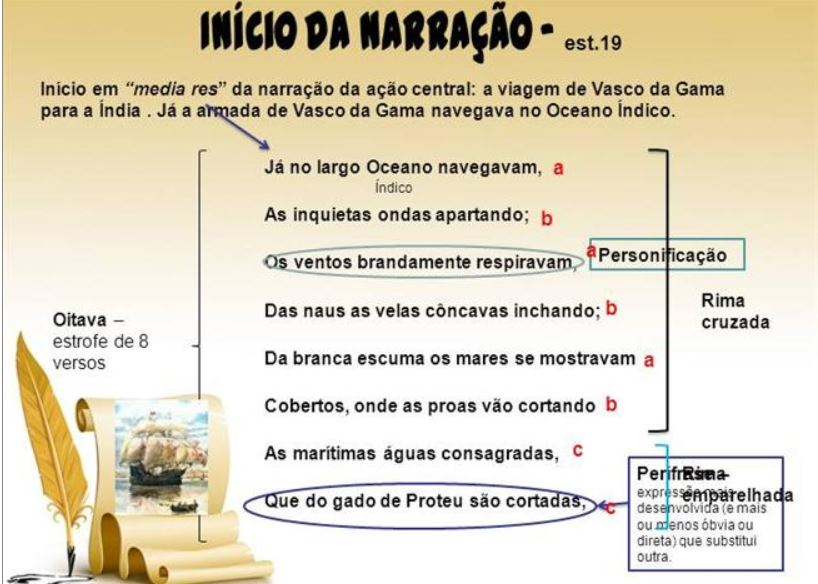 INÍCIO DA NARRAÇÃO - est.19
Início em “media res” da narração da ação central: a viagem de Vasco da Gama
para a Índia . Já a armada de Vasco da Gama navegava no Oceano Índico.
Já no largo Oceano navegavam, a
Índico
As inquietas ondas apartando; b
Os ventos brandamente respiravam, a
Personificação
Das naus as velas côncavas inchando; b
Da branca escuma os mares se mostravam a
Cobertos, onde as proas vão cortando b
As marítimas águas consagradas, c
Que do gado de Proteu são cortadas, c
Oitava –
estrofe de 8
versos
Rima
cruzada
Rima
emparelhada
Perífrase –
expressão mais
desenvolvida (e mais
ou menos óbvia ou
direta) que substitui
outra.